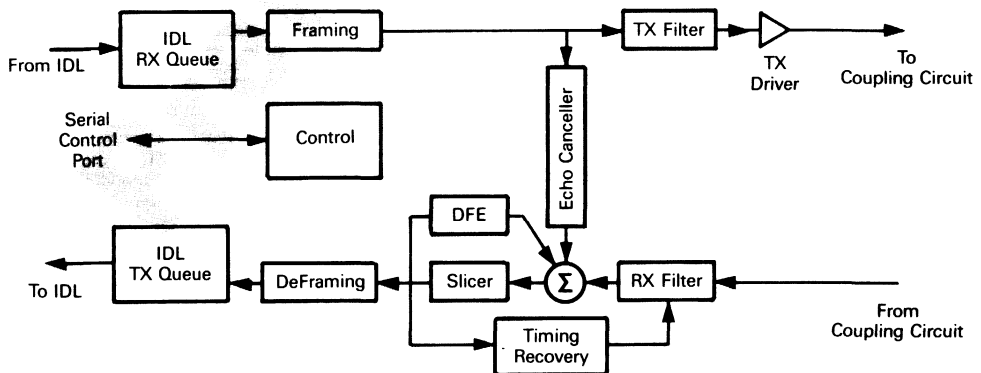 From IDL
IDL
RX Queue
Framing
TX Filter
TX
Driver
To
Coupling Circuit
Serial
Control
Port
Control
Echo Canceller
DFE
To IDL
IDL
TX Queue
DeFraming
Slicer
Σ
RX Filter
From
Coupling Circuit
Timing
Recovery